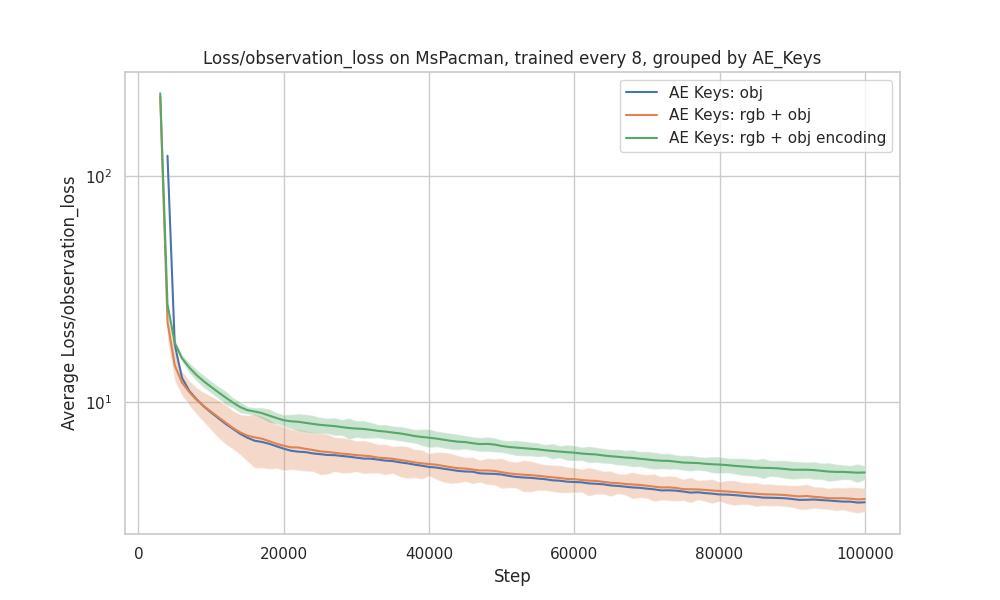 Loss/observation_loss on MsPacman, trained every 8, grouped by AE_Keys
AE Keys: obj
AE Keys: rgb + obj
AE Keys: rgb + obj encoding
Average Loss/observation_loss
10²
10¹
0
20000
40000
60000
80000
100000
Step